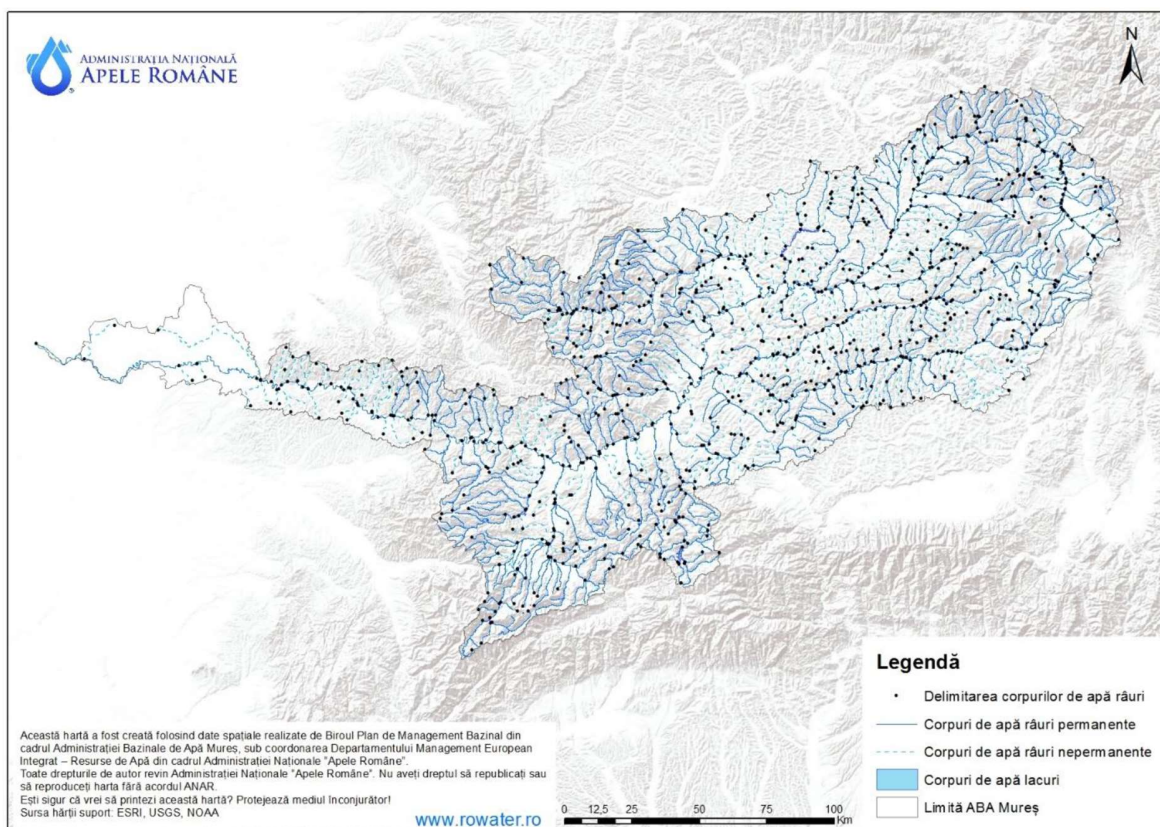 ADMINISTRAȚIA NAȚIONALĂ
APELE ROMÂNE
N
Legendă
Delimitarea corpurilor de apă râuri
Corpuri de apă râuri permanente
Corpuri de apă râuri nepermanente
Corpuri de apă lacuri
Limită ABA Mureș
Această hartă a fost creată folosind date spațiale realizate de Biroul Plan de Management Bazinal din
cadrul Administrației Bazinale de Apă Mureș, sub coordonarea Departamentului Management European
Integrat – Resurse de Apă din cadrul Administrației Naționale "Apele Române".
Toate drepturile de autor revin Administrației Naționale "Apele Române". Nu aveți dreptul să republicați sau
să reproduceți harta fără acordul ANAR.
Ești sigur că vrei să printezi această hartă? Protejează mediul înconjurător!
Sursa hărții suport: ESRI, USGS, NOAA
www.rowater.ro
0 12,5 25 50 75 100
Km